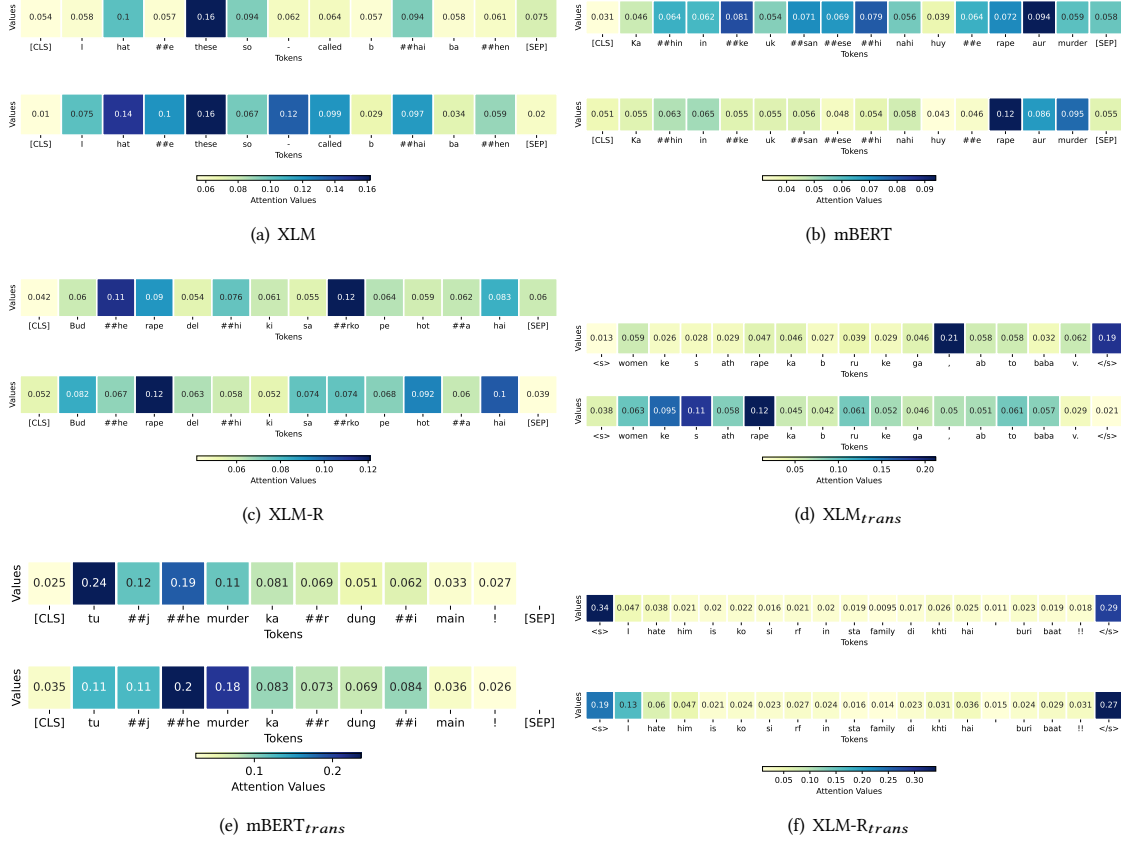 Values 0.054 0.058 0.1 0.057 0.16 0.094 0.062 0.064 0.057 0.094 0.058 0.061 0.075
[CLS] I hat ##e these so - called b ##hai ba ##hen [SEP]
Tokens
Values 0.01 0.075 0.14 0.1 0.16 0.067 0.12 0.099 0.029 0.097 0.034 0.059 0.02
[CLS] I hat ##e these so - called b ##hai ba ##hen [SEP]
Tokens
0.06 0.08 0.10 0.12 0.14 0.16
Attention Values
(a) XLM
Values 0.031 0.046 0.064 0.062 0.081 0.054 0.071 0.069 0.079 0.056 0.039 0.064 0.072 0.094 0.059 0.058
[CLS] Ka ##hin in ##ke uk ##san ##ese ##hi nahi huy ##e rape aur murder [SEP]
Tokens
Values 0.051 0.055 0.063 0.065 0.055 0.055 0.056 0.048 0.054 0.058 0.043 0.046 0.12 0.086 0.095 0.055
[CLS] Ka ##hin in ##ke uk ##san ##ese ##hi nahi huy ##e rape aur murder [SEP]
Tokens
0.04 0.05 0.06 0.07 0.08 0.09
Attention Values
(b) mBERT
Values 0.042 0.06 0.11 0.09 0.054 0.076 0.061 0.055 0.12 0.064 0.059 0.062 0.083 0.06
[CLS] Bud ##he rape del ##hi ki sa ##rko pe hot ##a hai [SEP]
Tokens
Values 0.052 0.082 0.067 0.12 0.063 0.058 0.052 0.074 0.074 0.068 0.092 0.06 0.1 0.039
[CLS] Bud ##he rape del ##hi ki sa ##rko pe hot ##a hai [SEP]
Tokens
0.06 0.08 0.10 0.12
Attention Values
(c) XLM-R
Values 0.013 0.059 0.026 0.028 0.029 0.047 0.046 0.027 0.039 0.029 0.046 0.21 0.058 0.058 0.032 0.062 0.19
<s> women ke s ath rape ka b ru ke ga , ab to baba v. </s>
Tokens
Values 0.038 0.063 0.095 0.11 0.058 0.12 0.045 0.042 0.061 0.052 0.046 0.05 0.051 0.061 0.057 0.029 0.021
<s> women ke s ath rape ka b ru ke ga , ab to baba v. </s>
Tokens
0.05 0.10 0.15 0.20
Attention Values
(d) XLMtrans
Values 0.025 0.24 0.12 0.19 0.11 0.081 0.069 0.051 0.062 0.033 0.027
[CLS] tu ##j ##he murder ka ##r dung ##i main ! [SEP]
Tokens
Values 0.035 0.11 0.11 0.2 0.18 0.083 0.073 0.069 0.084 0.036 0.026
[CLS] tu ##j ##he murder ka ##r dung ##i main ! [SEP]
Tokens
0.1 0.2
Attention Values
(e) mBERTtrans
Values 0.34 0.047 0.038 0.021 0.02 0.022 0.016 0.021 0.02 0.019 0.0095 0.017 0.026 0.025 0.011 0.023 0.019 0.018 0.29
<s> I hate him is ko si rf in sta family di khti hai buri baat !! </s>
Tokens
Values 0.19 0.13 0.06 0.047 0.021 0.024 0.023 0.027 0.024 0.016 0.014 0.023 0.031 0.036 0.015 0.024 0.029 0.031 0.27
<s> I hate him is ko si rf in sta family di khti hai buri baat !! </s>
Tokens
0.05 0.10 0.15 0.20 0.25 0.30
Attention Values
(f) XLM-Rtrans